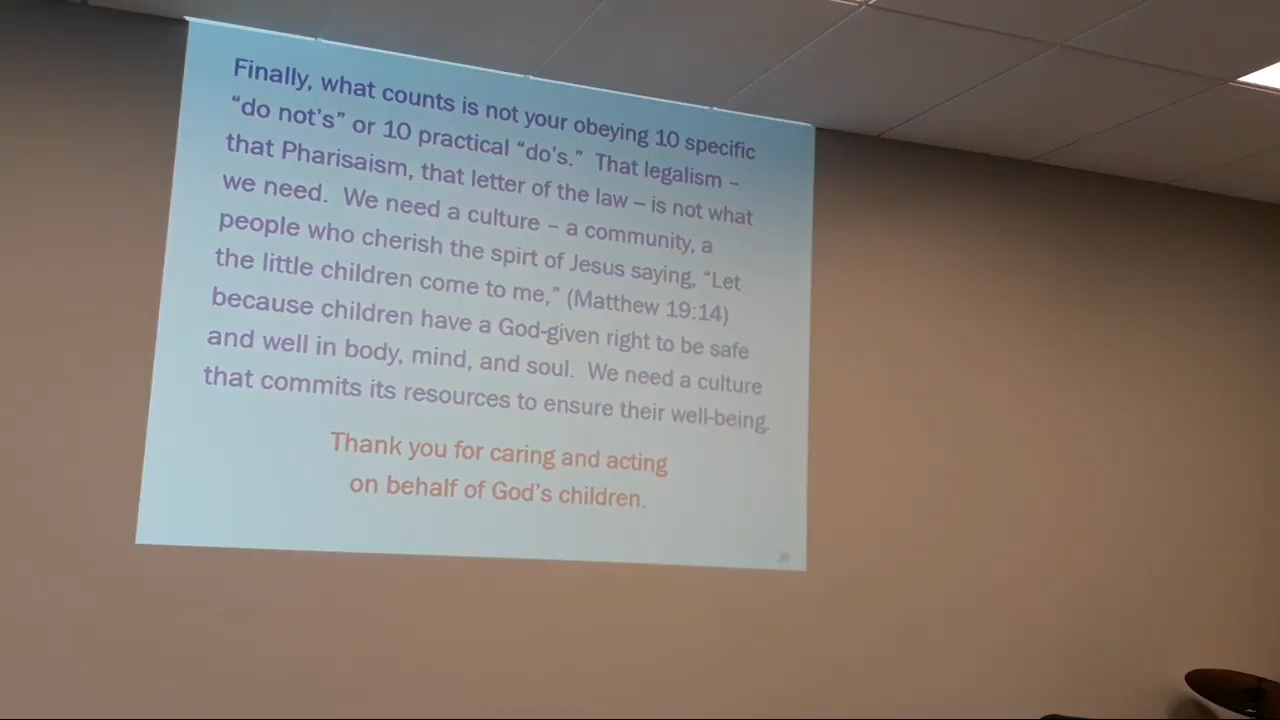 Finally, what counts is not your obeying 10 specific
“do not's” or 10 practical “do's.” That legalism –
that Pharisaism, that letter of the law – is not what
we need. We need a culture – a community, a
people who cherish the spirt of Jesus saying, “Let
the little children come to me,” (Matthew 19:14)
because children have a God-given right to be safe
and well in body, mind, and soul. We need a culture
that commits its resources to ensure their well-being.
Thank you for caring and acting
on behalf of God's children.